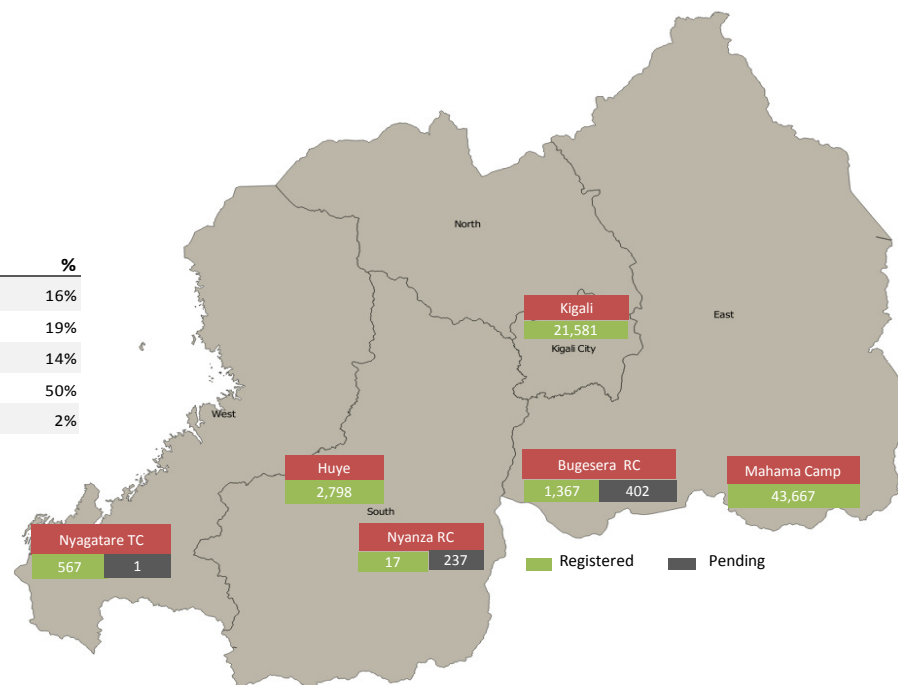 %
16%
19%
14%
50%
2%
North
Kigali
21,581
Kigali City
East
West
Huye
2,798
South
Bugesera RC
1,367 402
Mahama Camp
43,667
Nyagatare TC
567 1
Nyanza RC
17 237
Registered Pending